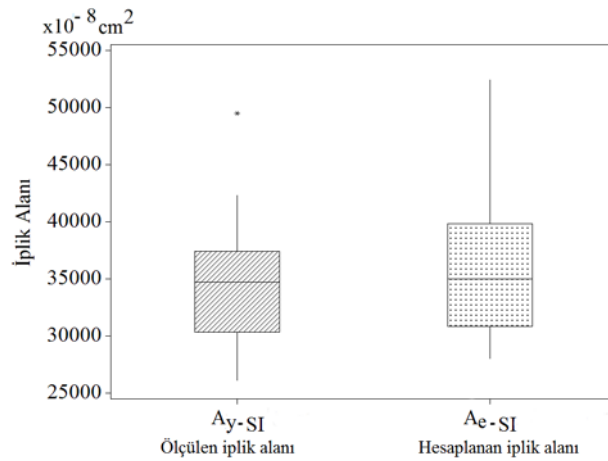 x10⁻⁸cm²
55000
50000
45000
40000
35000
30000
25000
İplik Alanı
Ay-SI Ae-SI
Ölçülen iplik alanı Hesaplanan iplik alanı